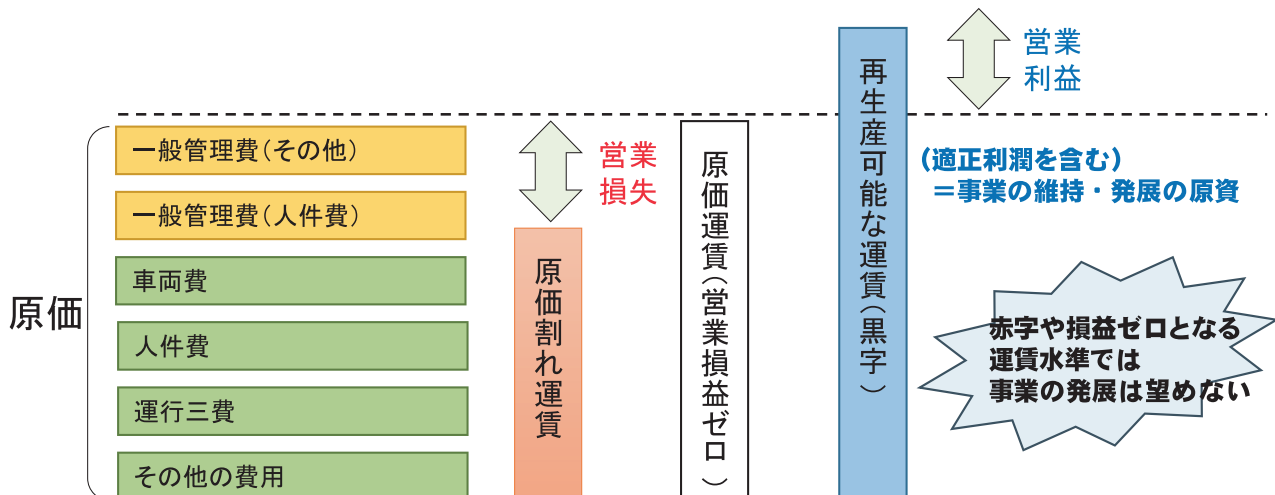 原価
一般管理費(その他)
一般管理費(人件費)
車両費
人件費
運行三費
その他の費用
営業
損失
原価割れ運賃
原価運賃(営業損益ゼロ)
再生産可能な運賃(黒字)
営業
利益
(適正利潤を含む)
=事業の維持・発展の原資
赤字や損益ゼロとなる
運賃水準では
事業の発展は望めない